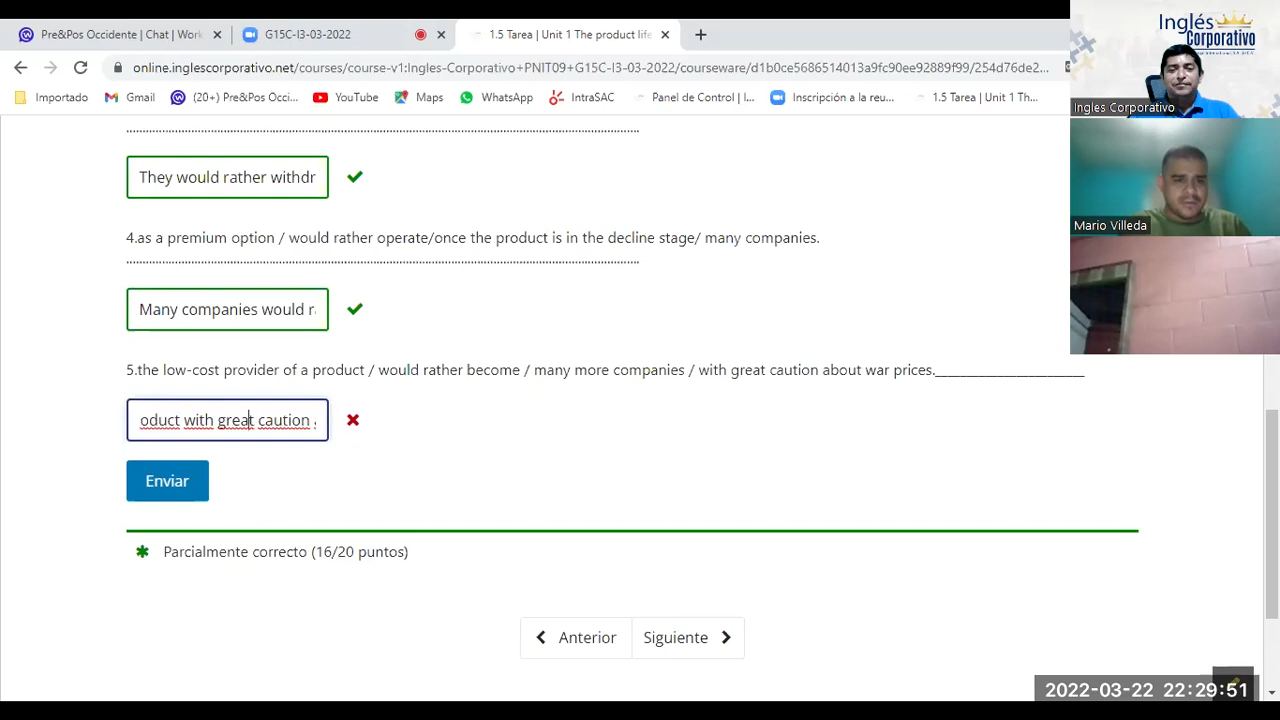 Pre&Pos Occidente | Chat | Work
G15C-I3-03-2022
1.5 Tarea | Unit 1 The product life
online.inglescorporativo.net/courses/course-v1:Ingles-Corporativo+PNIT09+G15C-I3-03-2022/courseware/d1b0ce5686514013a9fc90ee92889f99/254d76de2...
Importado
Gmail
(20+) Pre&Pos Occi...
YouTube
Maps
WhatsApp
IntraSAC
Panel de Control | I...
Inscripción a la reu...
1.5 Tarea | Unit 1 Th...
Inglés
Corporativo
Ingles Corporativo
Mario Villeda
They would rather withdr
4.as a premium option / would rather operate/once the product is in the decline stage/ many companies.
Many companies would r
5.the low-cost provider of a product / would rather become / many more companies / with great caution about war prices.______________________
oduct with great caution
Enviar
Parcialmente correcto (16/20 puntos)
Anterior
Siguiente
2022-03-22 22:29:51